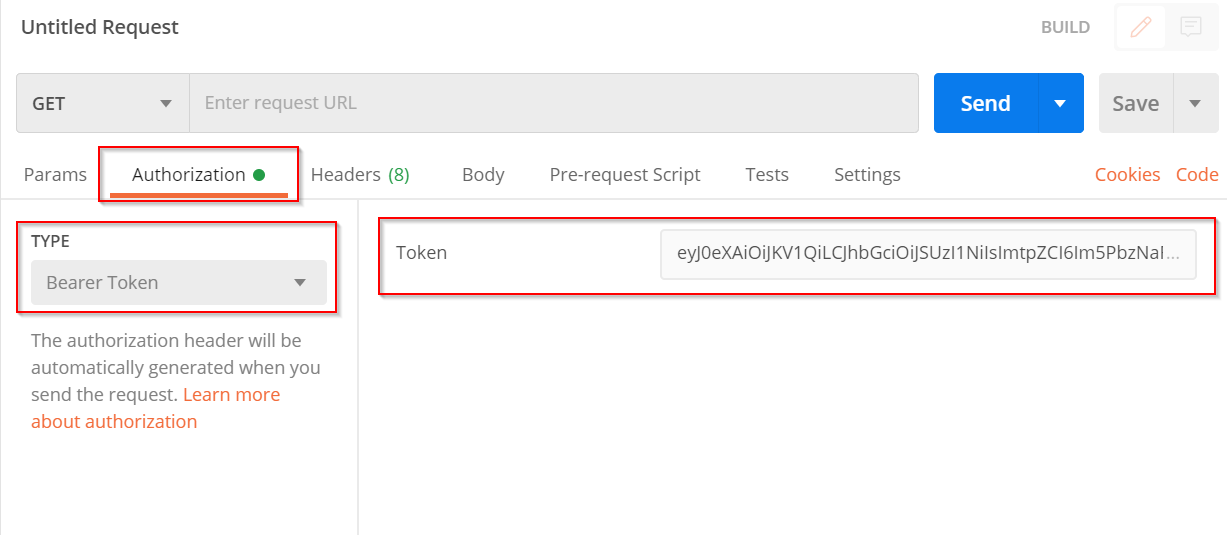 Untitled Request
BUILD
GET
Enter request URL
Send
Save
Params
Authorization
Headers (8)
Body
Pre-request Script
Tests
Settings
Cookies
Code
TYPE
Bearer Token
The authorization header will be
automatically generated when you
send the request. Learn more
about authorization
Token
eyJ0eXAiOiJKV1QiLCJhbGciOiJSUzI1NiIsImtpZCI6Im5PbzNaI...